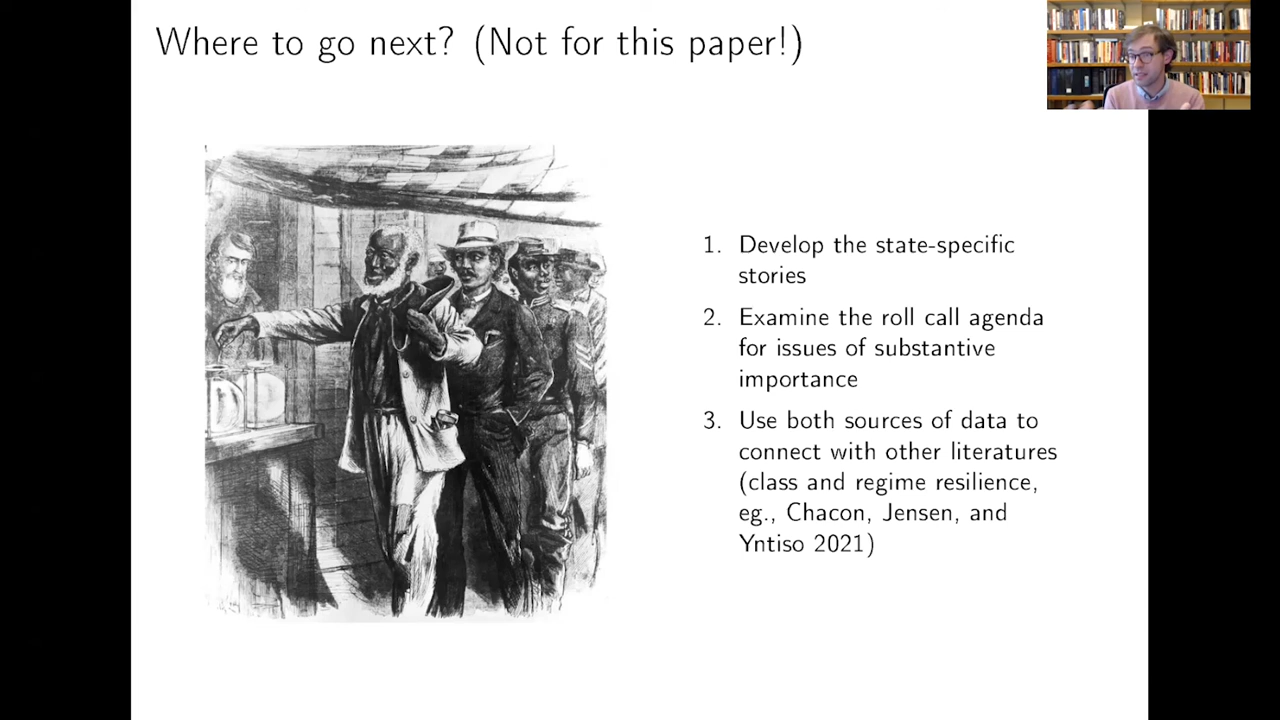 Where to go next? (Not for this paper!)
1. Develop the state-specific
stories
2. Examine the roll call agenda
for issues of substantive
importance
3. Use both sources of data to
connect with other literatures
(class and regime resilience,
eg., Chacon, Jensen, and
Yntiso 2021)